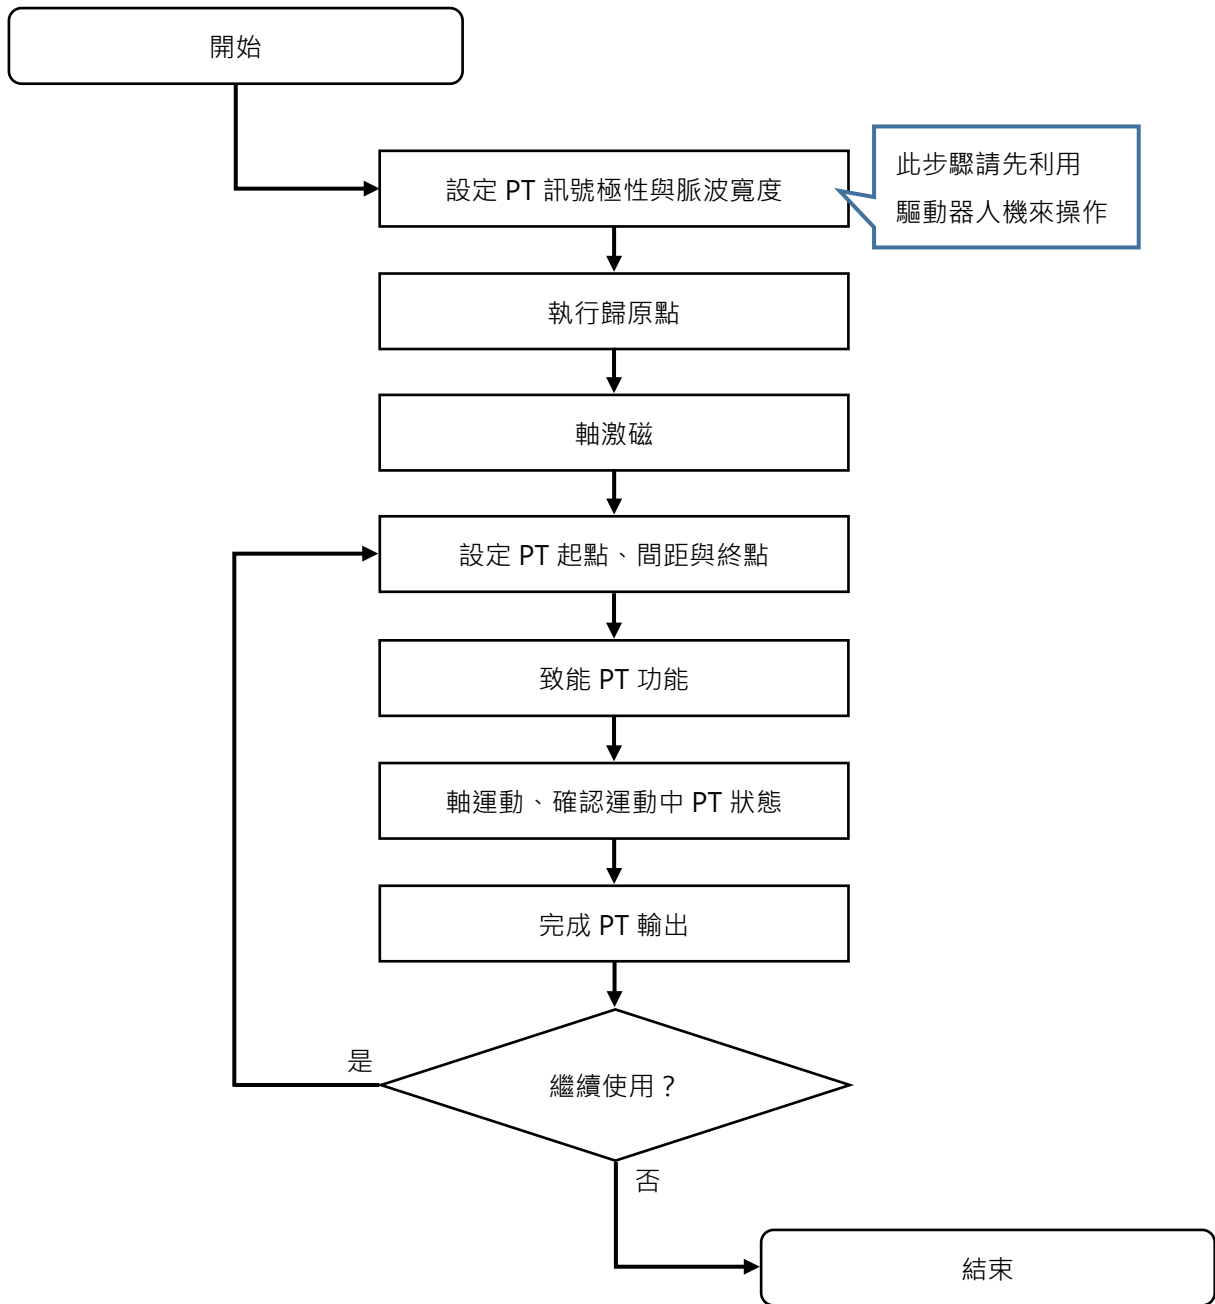 開始
設定 PT 訊號極性與脈波寬度
此步驟請先利用
驅動器人機來操作
執行歸原點
軸激磁
設定 PT 起點、間距與終點
致能 PT 功能
軸運動、確認運動中 PT 狀態
完成 PT 輸出
是
繼續使用？
否
結束